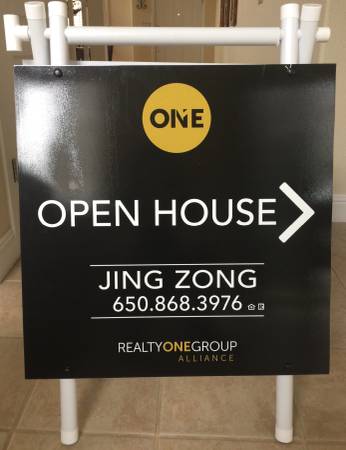 ONE
OPEN HOUSE
JING ZONG
650.868.3976
REALTYONEGROUP
ALLIANCE